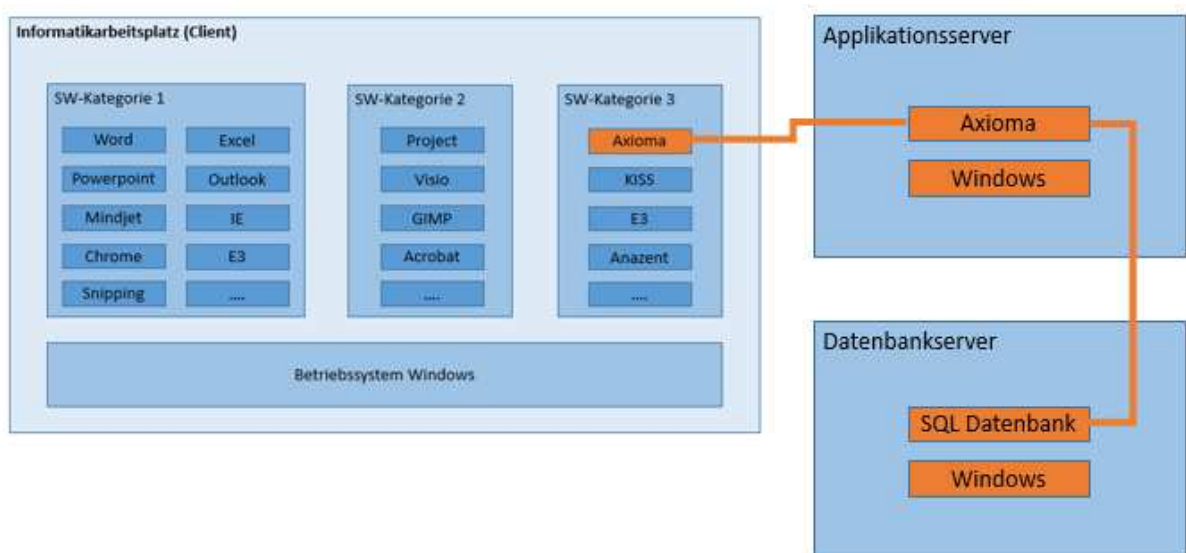 Informatikarbeitsplatz (Client)
SW-Kategorie 1
Word
Excel
Powerpoint
Outlook
Mindjet
IE
Chrome
E3
Snipping
....
SW-Kategorie 2
Project
Visio
GIMP
Acrobat
....
SW-Kategorie 3
Axioma
KISS
E3
Anazent
....
Betriebssystem Windows
Applikationsserver
Axioma
Windows
Datenbankserver
SQL Datenbank
Windows